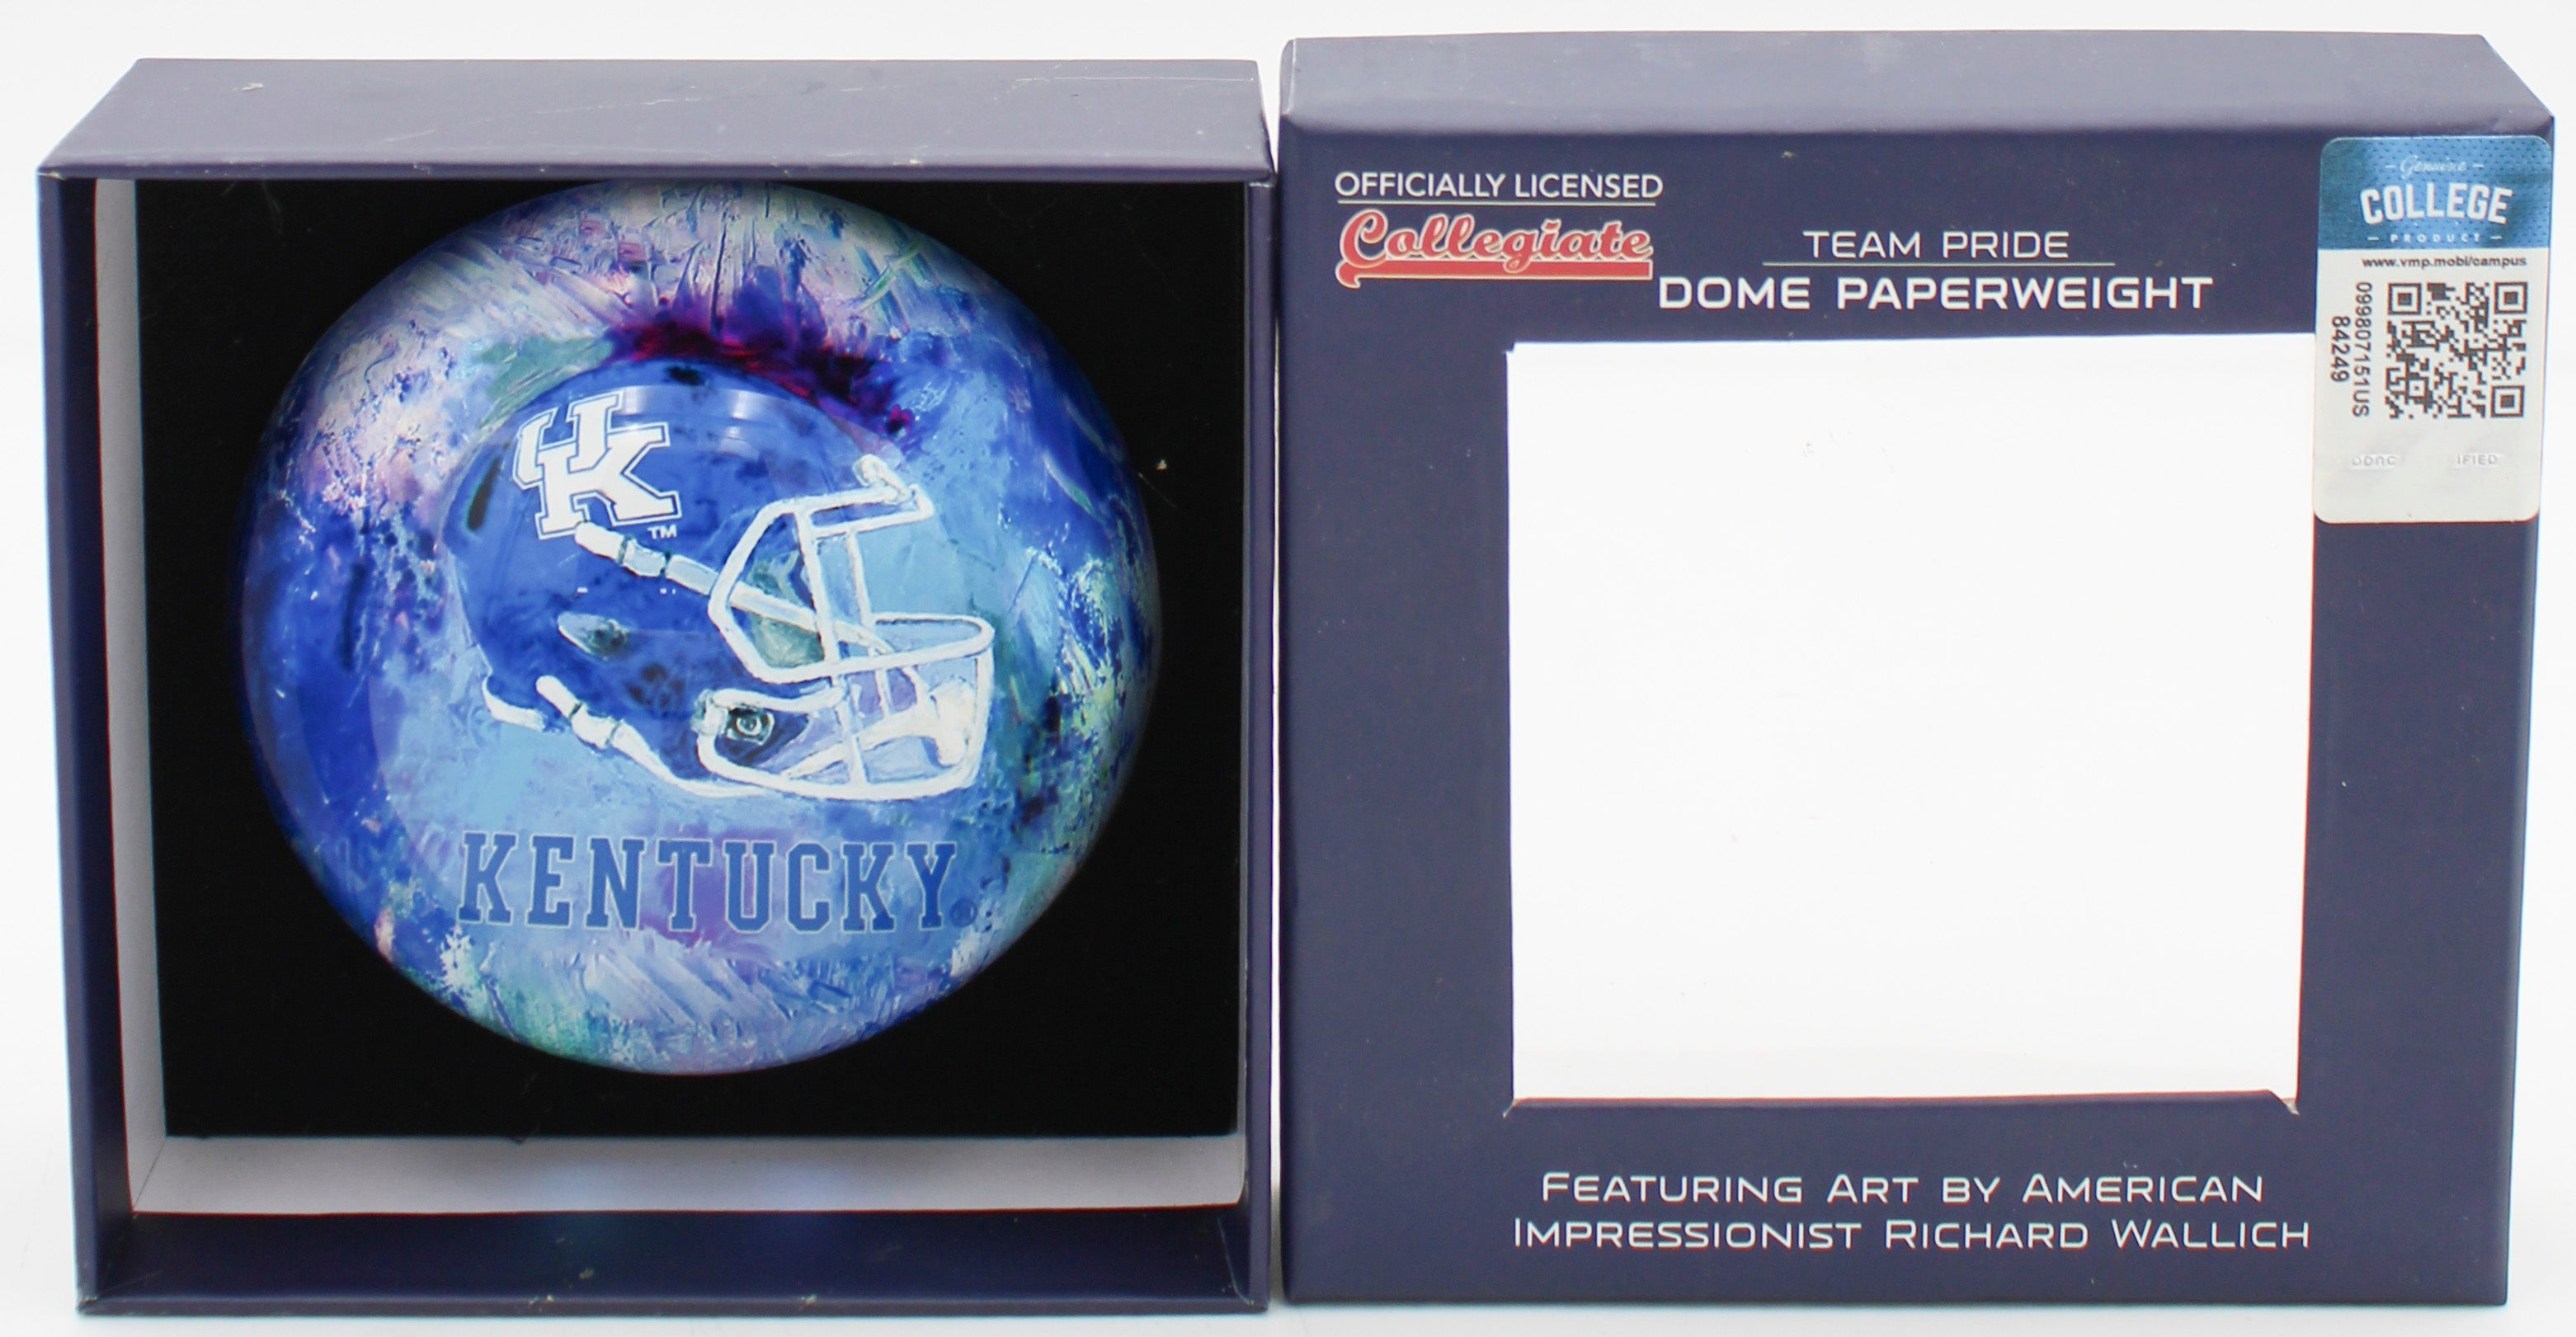 UK
TM
KENTUCKY®
OFFICIALLY LICENSED
Collegiate
TEAM PRIDE
DOME PAPERWEIGHT
Genuine
COLLEGE
PRODUCT
www.vmp.mobi/campus
0998071511US
84249
IFIED
FEATURING ART BY AMERICAN
IMPRESSIONIST RICHARD WALLICH